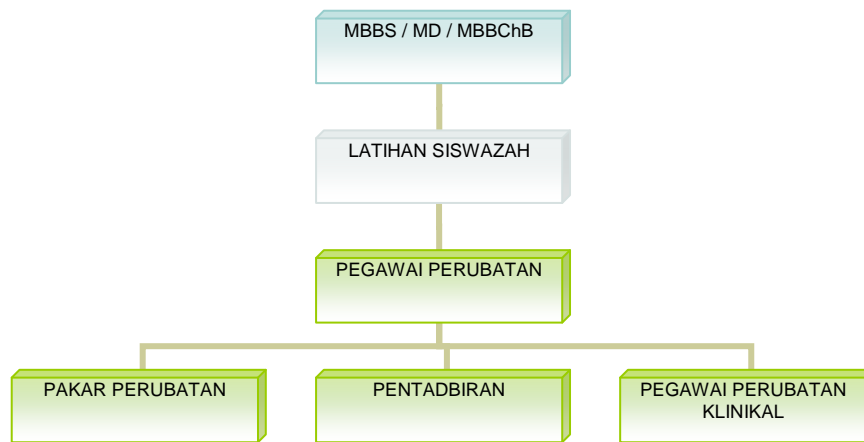 MBBS / MD / MBBChB
LATIHAN SISWAZAH
PEGAWAI PERUBATAN
PAKAR PERUBATAN
PENTADBIRAN
PEGAWAI PERUBATAN
KLINIKAL